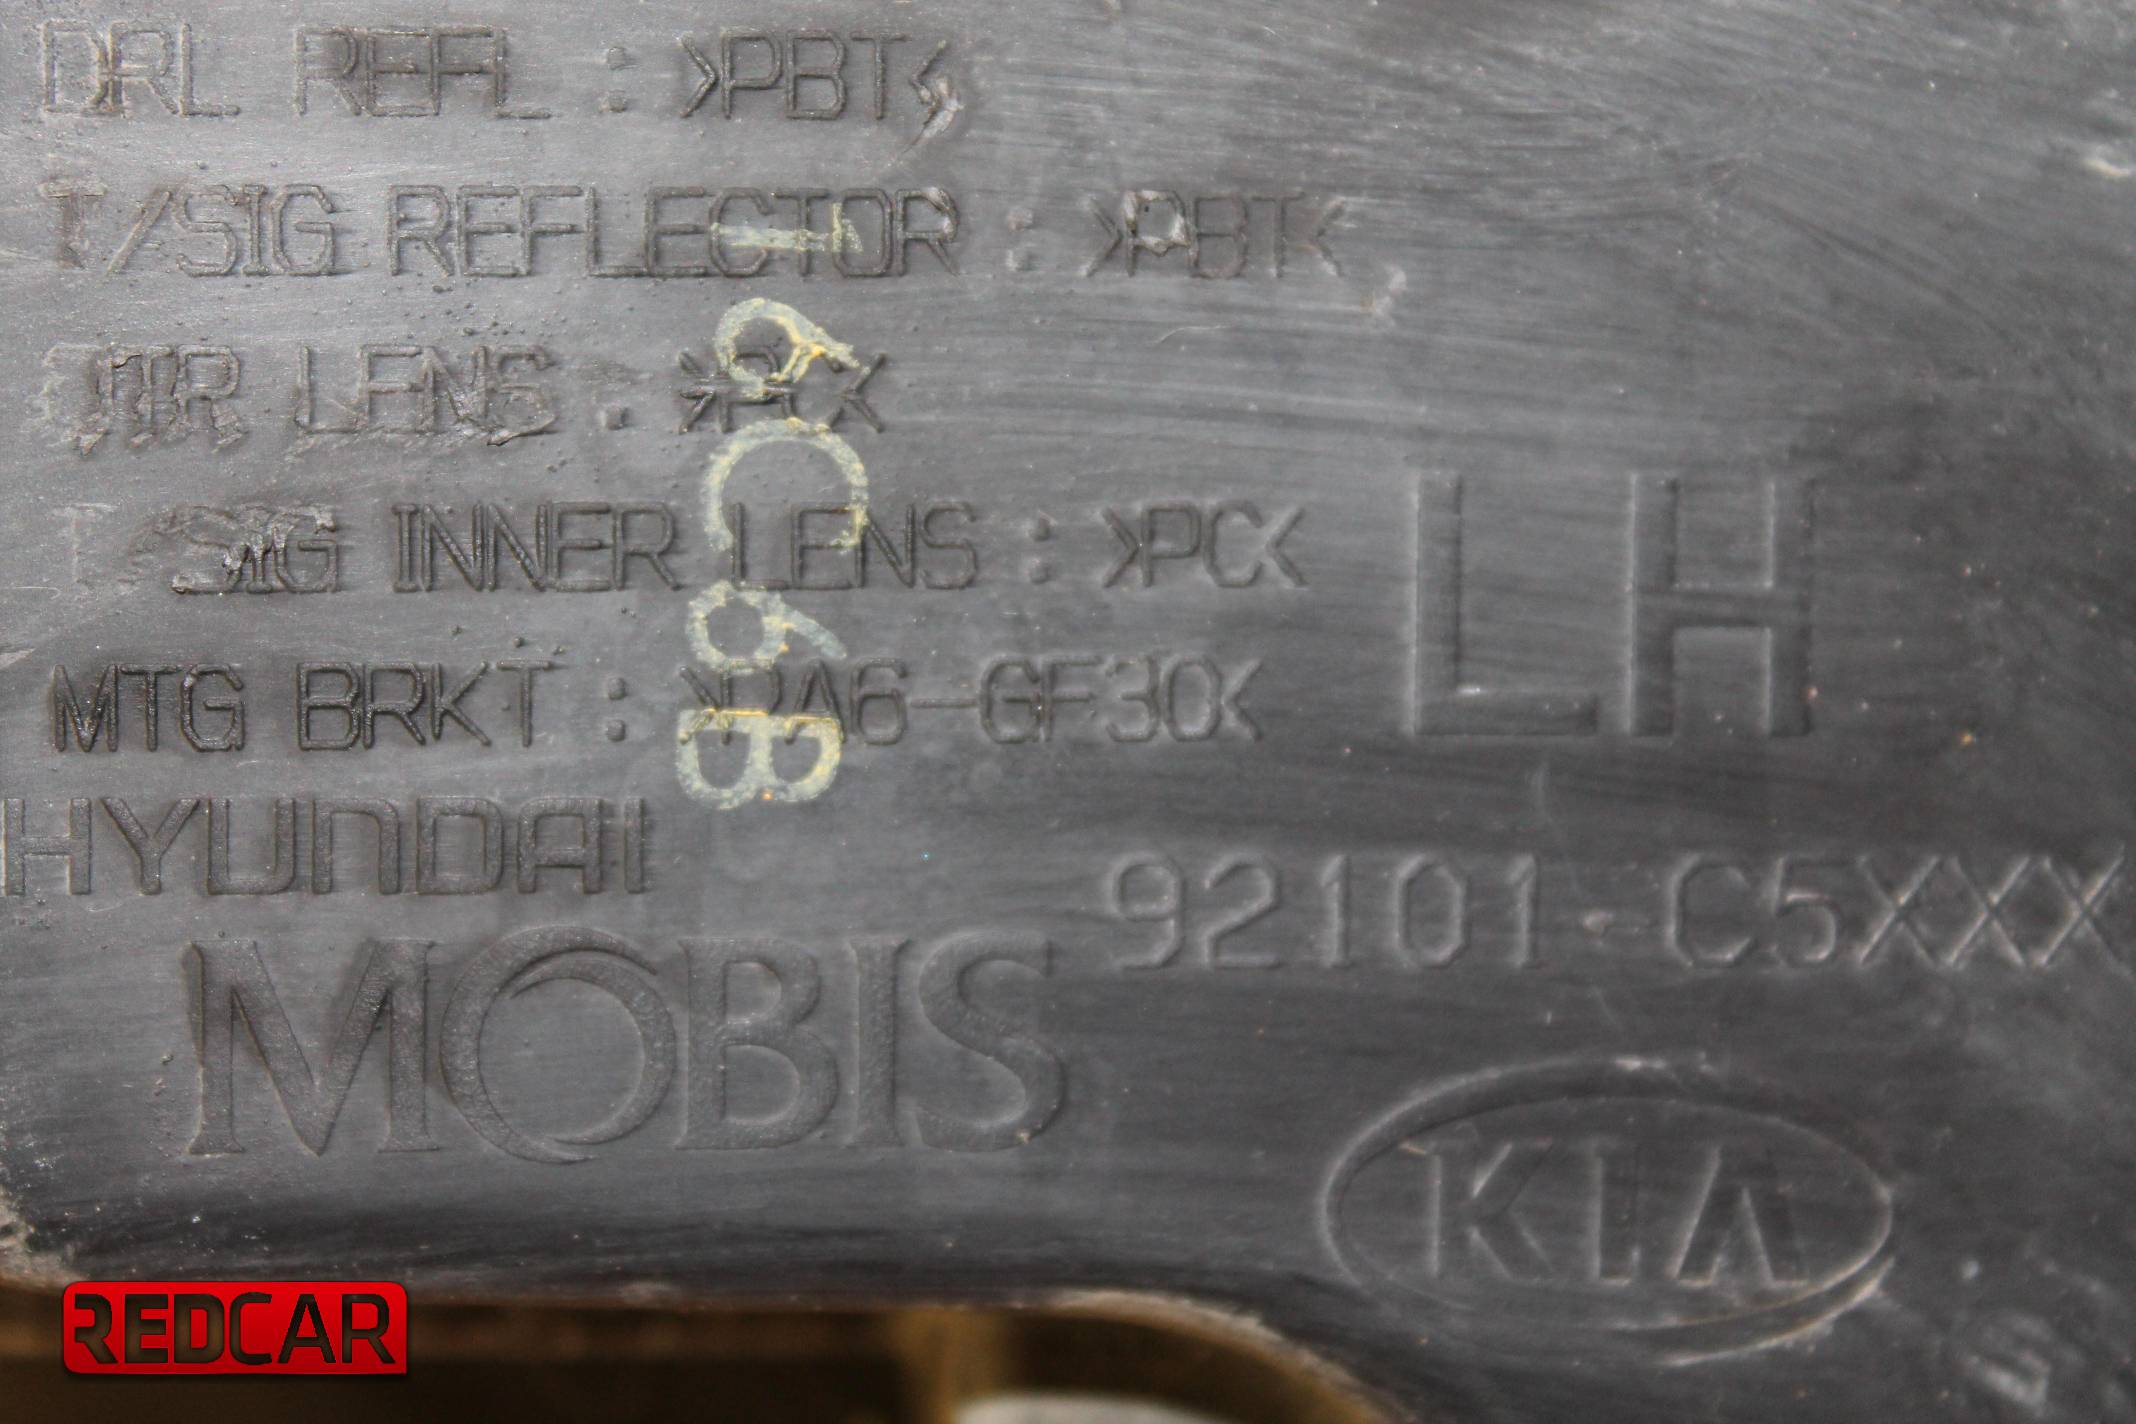 DRL REFL : >PBT<
T/SIG REFLECTOR : >PBT<
LENS : >PC<
T/SIG INNER LENS : >PC<
MTG BRKT : >PA6-GF30<
LH
HYUNDAI
MOBIS
92101-C5XXX
KIA
REDCAR